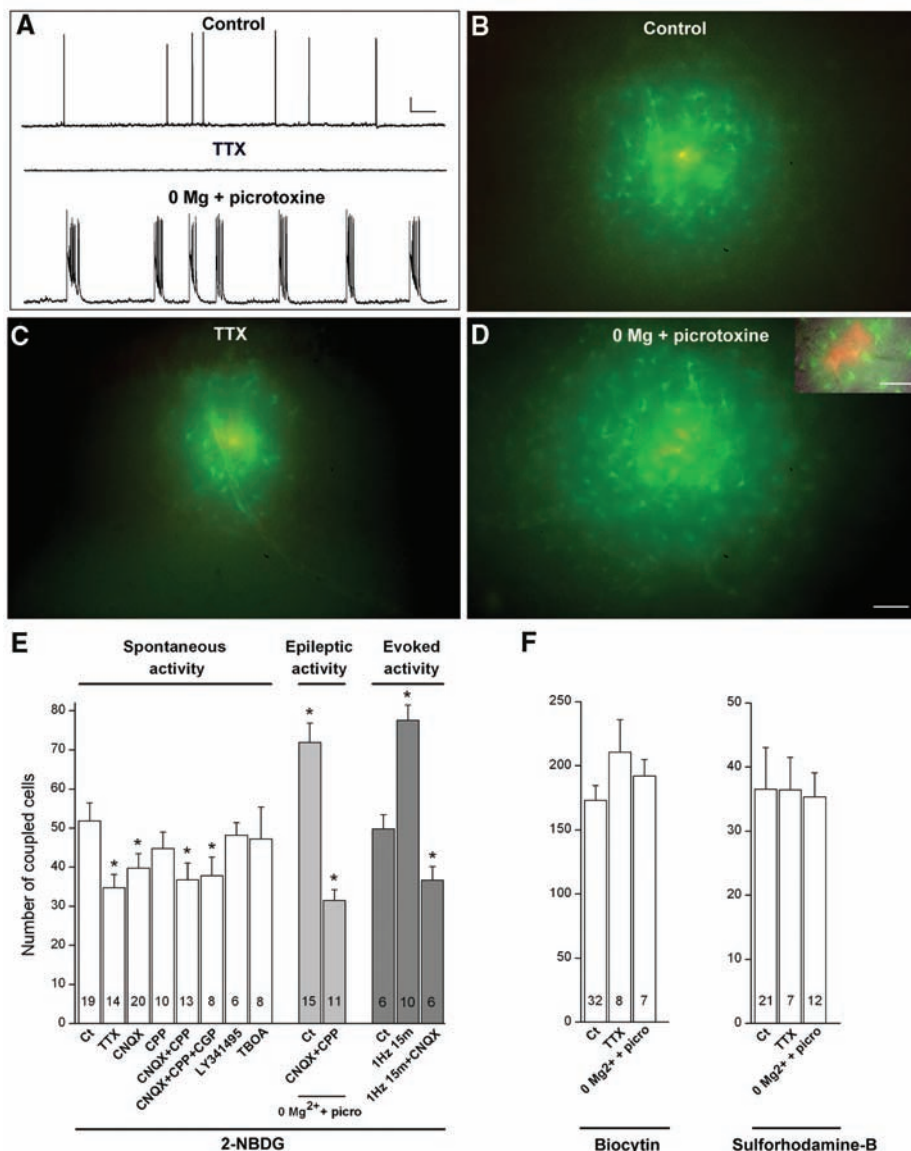 A
Control
TTX
0 Mg + picrotoxine
B
Control
C
TTX
D
0 Mg + picrotoxine
E
Spontaneous
activity
Epileptic
activity
Evoked
activity
Number of coupled cells
80
70
60
50
40
30
20
10
0
* * * * * * * *
19 14 20 10 13 8 6 8 15 11 6 10 6
Ct
TTX
CNQX
CPP
CNQX+CPP
CNQX+CPP+CGP
LY341495
TBOA
Ct
CNQX+CPP
Ct
1Hz 15m
1Hz 15m+CNQX
0 Mg2+ + picro
2-NBDG
F
250
200
150
100
50
0
32 8 7
Ct
TTX
0 Mg2+ + picro
Biocytin
50
40
30
20
10
0
21 7 12
Ct
TTX
0 Mg2+ + picro
Sulforhodamine-B